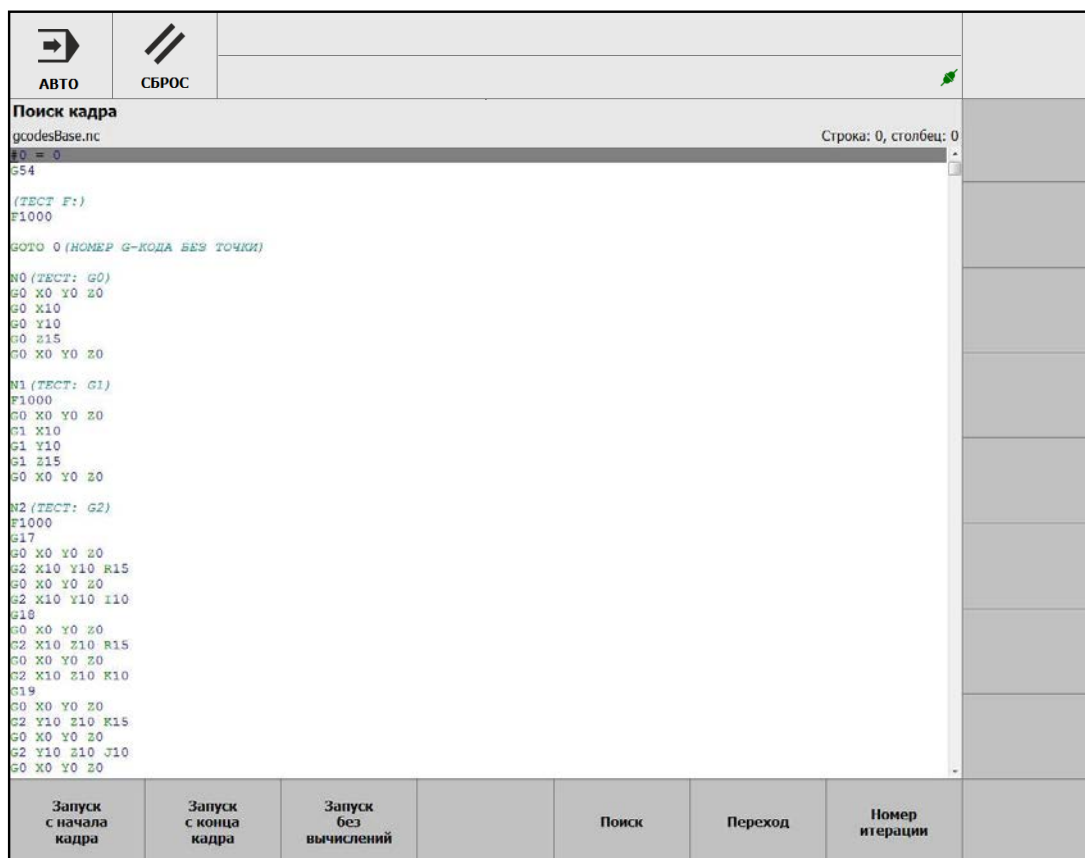 АВТО
СБРОС
Поиск кадра
gcodesBase.nc
Строка: 0, столбец: 0
#0 = 0
G54
(ТЕСТ F:)
F1000
GOTO 0(НОМЕР G-КОДА БЕЗ ТОЧКИ)
N0(ТЕСТ: G0)
G0 X0 Y0 Z0
G0 X10
G0 Y10
G0 Z15
G0 X0 Y0 Z0
N1(ТЕСТ: G1)
F1000
G0 X0 Y0 Z0
G1 X10
G1 Y10
G1 Z15
G0 X0 Y0 Z0
N2(ТЕСТ: G2)
F1000
G17
G0 X0 Y0 Z0
G2 X10 Y10 R15
G0 X0 Y0 Z0
G2 X10 Y10 I10
G18
G0 X0 Y0 Z0
G2 X10 Z10 R15
G0 X0 Y0 Z0
G2 X10 Z10 K10
G19
G0 X0 Y0 Z0
G2 Y10 Z10 K15
G0 X0 Y0 Z0
G2 Y10 Z10 J10
G0 X0 Y0 Z0
Запуск
с начала
кадра
Запуск
с конца
кадра
Запуск
без
вычислений
Поиск
Переход
Номер
итерации